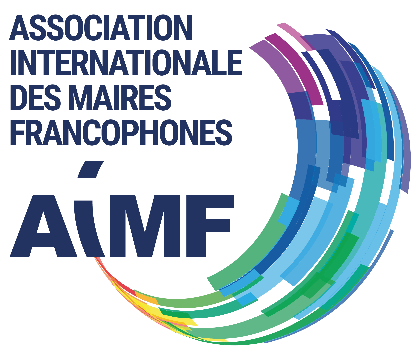 ASSOCIATION
INTERNATIONALE
DES MAIRES
FRANCOPHONES
AiMF